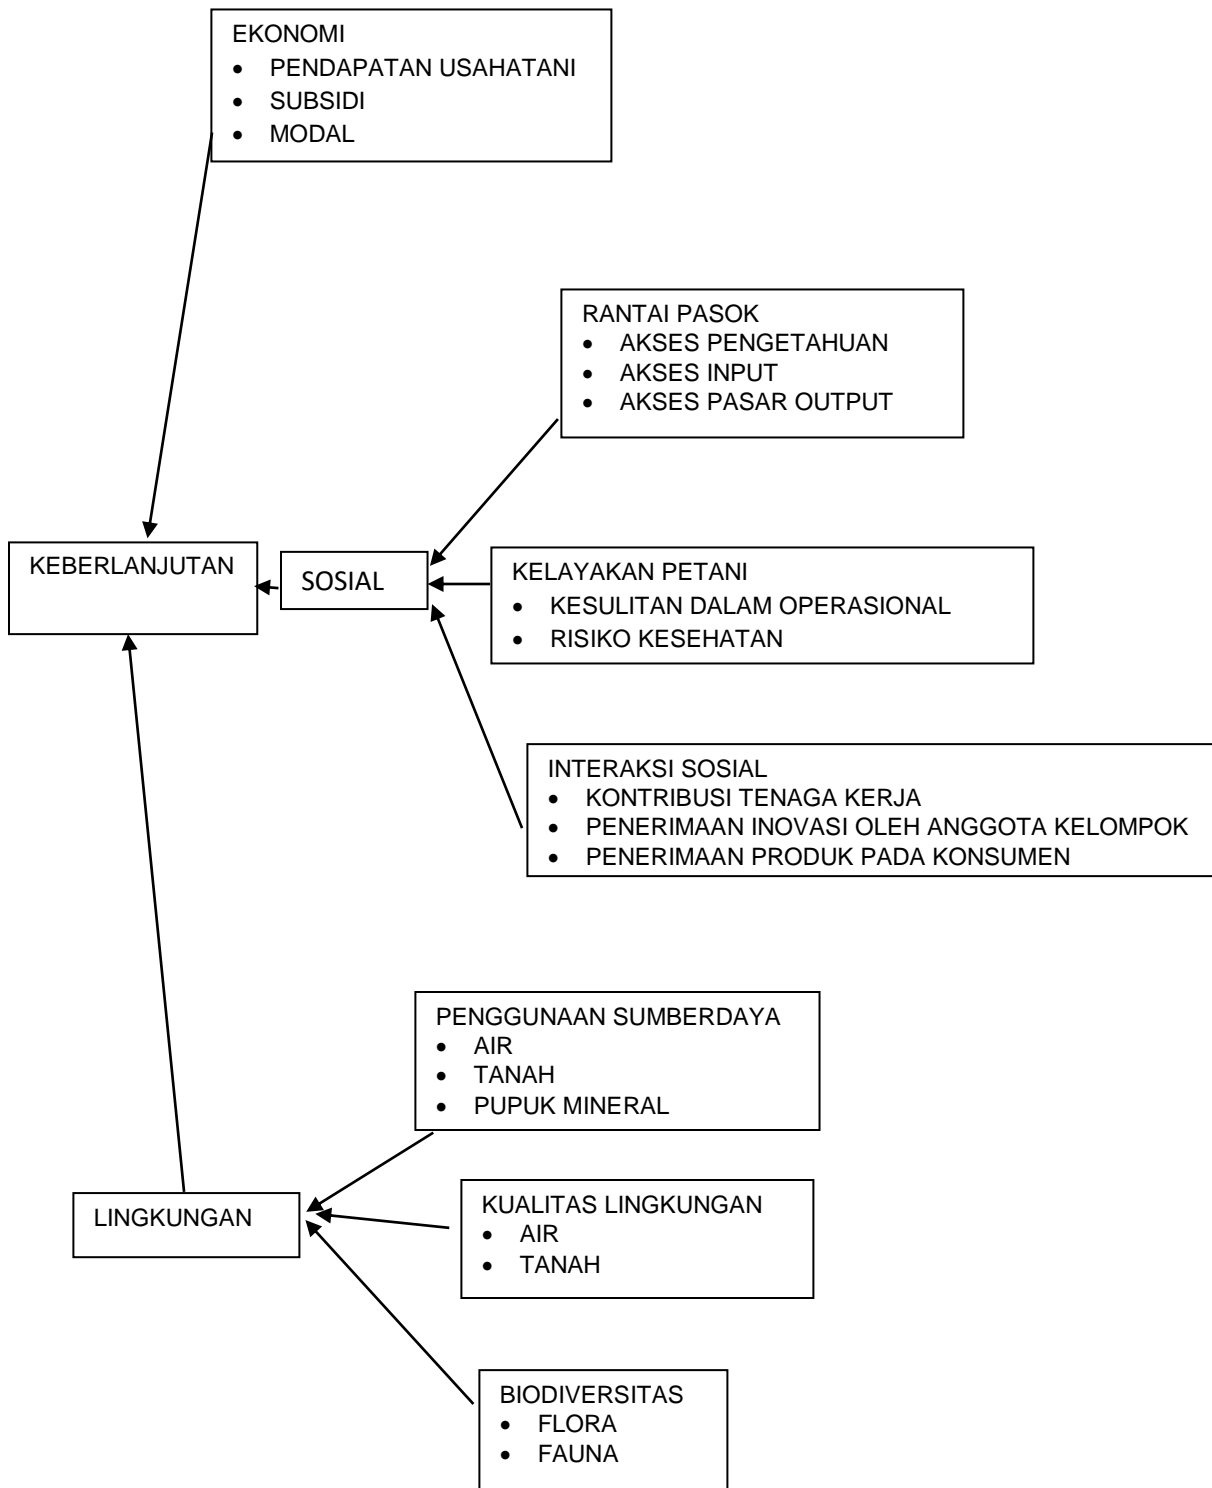 EKONOMI
• PENDAPATAN USAHATANI
• SUBSIDI
• MODAL
RANTAI PASOK
• AKSES PENGETAHUAN
• AKSES INPUT
• AKSES PASAR OUTPUT
KEBERLANJUTAN
SOSIAL
KELAYAKAN PETANI
• KESULITAN DALAM OPERASIONAL
• RISIKO KESEHATAN
INTERAKSI SOSIAL
• KONTRIBUSI TENAGA KERJA
• PENERIMAAN INOVASI OLEH ANGGOTA KELOMPOK
• PENERIMAAN PRODUK PADA KONSUMEN
PENGGUNAAN SUMBERDAYA
• AIR
• TANAH
• PUPUK MINERAL
LINGKUNGAN
KUALITAS LINGKUNGAN
• AIR
• TANAH
BIODIVERSITAS
• FLORA
• FAUNA